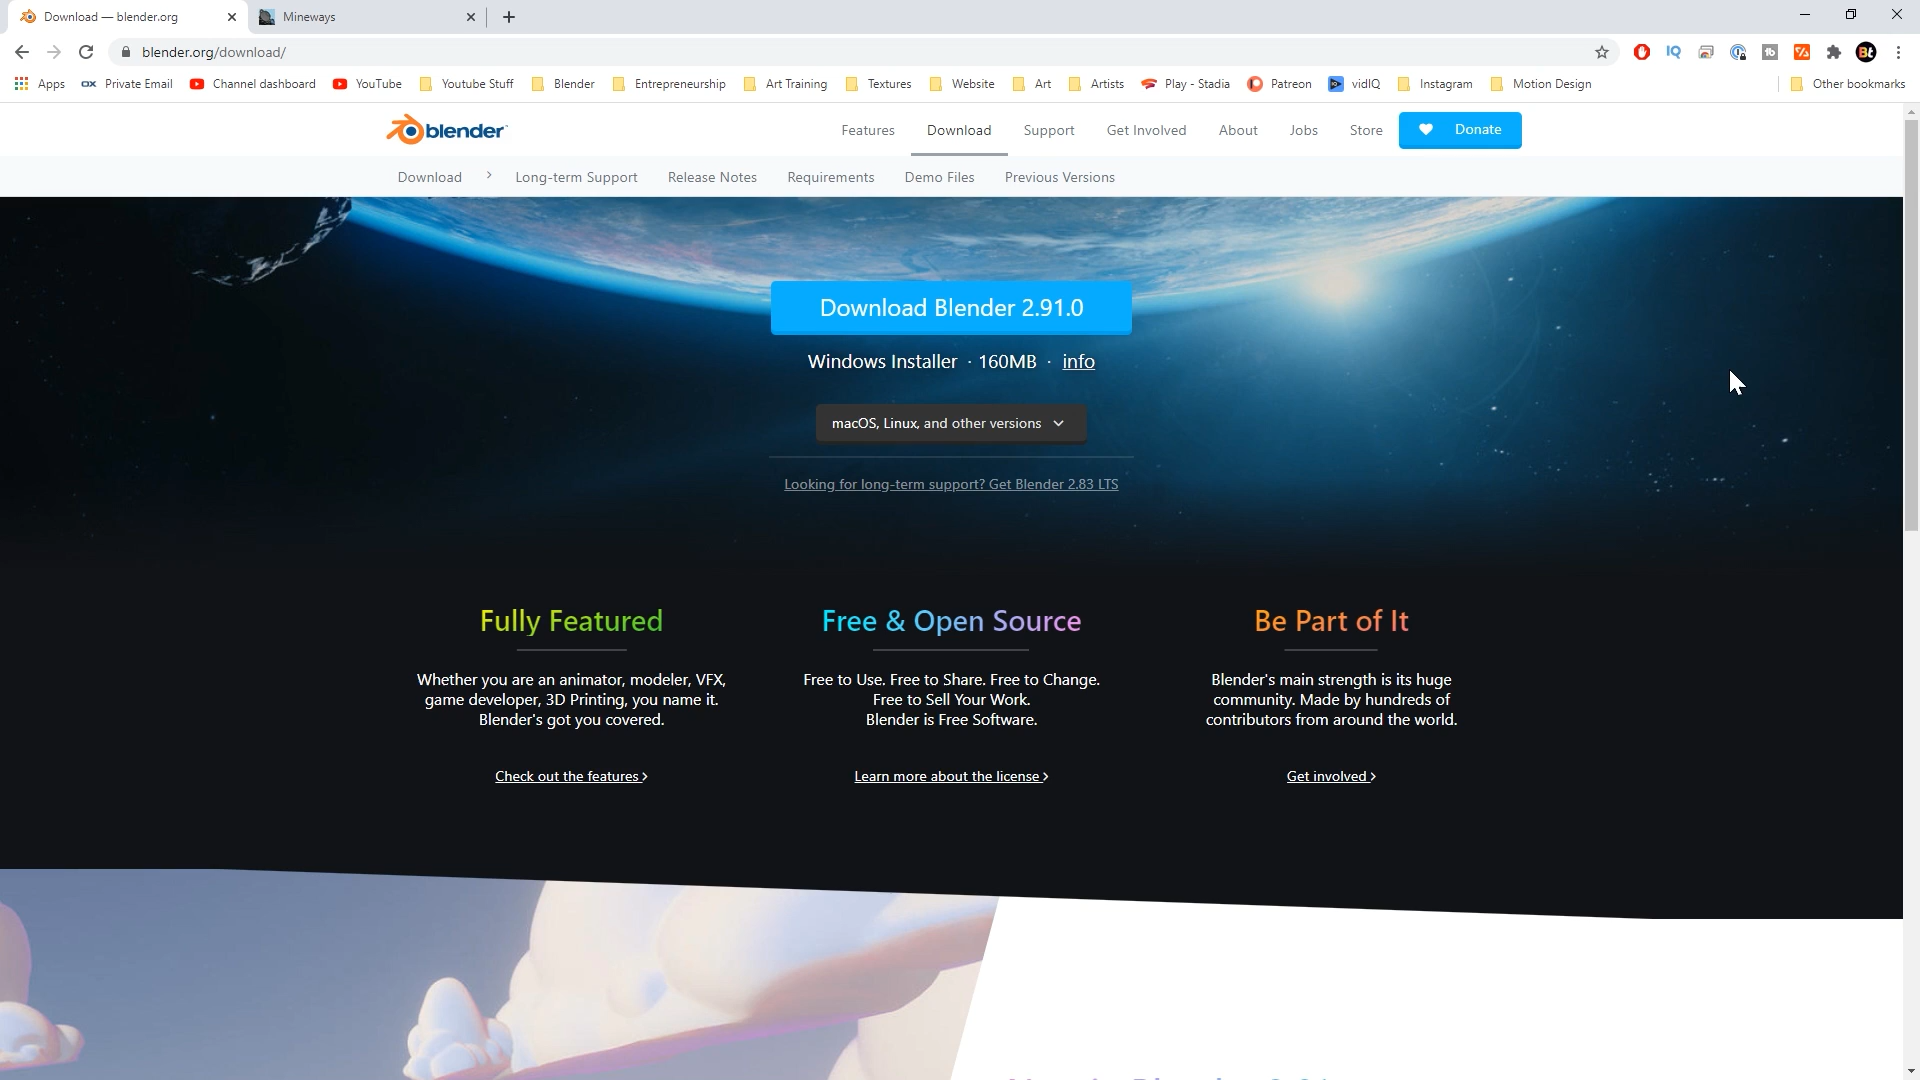 Download — blender.org
Mineways
blender.org/download/
Apps
OX Private Email
Channel dashboard
YouTube
Youtube Stuff
Blender
Entrepreneurship
Art Training
Textures
Website
Art
Artists
Play - Stadia
Patreon
vidIQ
Instagram
Motion Design
Other bookmarks
blender
Features
Download
Support
Get Involved
About
Jobs
Store
Donate
Download
Long-term Support
Release Notes
Requirements
Demo Files
Previous Versions
Download Blender 2.91.0
Windows Installer · 160MB · info
macOS, Linux, and other versions
Looking for long-term support? Get Blender 2.83 LTS
Fully Featured
Whether you are an animator, modeler, VFX,
game developer, 3D Printing, you name it.
Blender's got you covered.
Check out the features
Free & Open Source
Free to Use. Free to Share. Free to Change.
Free to Sell Your Work.
Blender is Free Software.
Learn more about the license
Be Part of It
Blender's main strength is its huge
community. Made by hundreds of
contributors from around the world.
Get involved